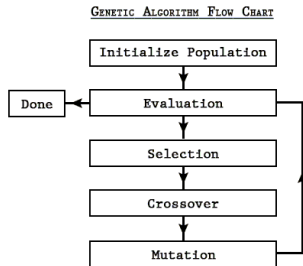 GENETIC ALGORITHM FLOW CHART
Initialize Population
Done
Evaluation
Selection
Crossover
Mutation